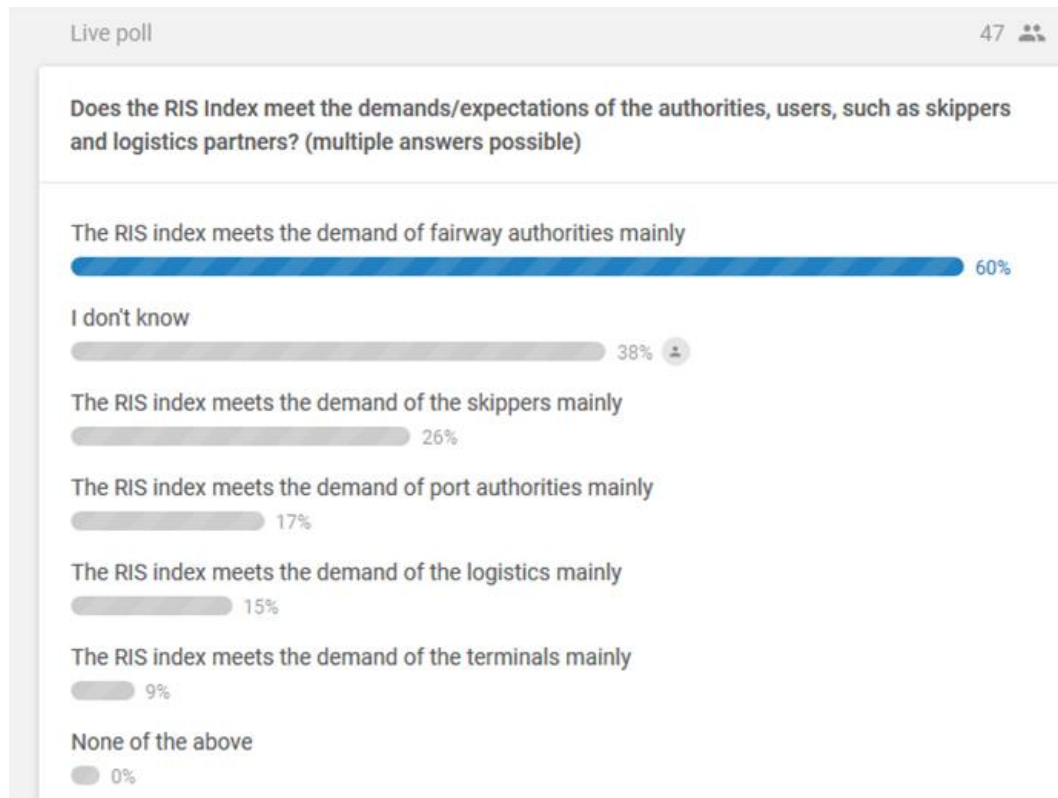 Live poll
47
Does the RIS Index meet the demands/expectations of the authorities, users, such as skippers
and logistics partners? (multiple answers possible)
The RIS index meets the demand of fairway authorities mainly
60%
I don't know
38%
The RIS index meets the demand of the skippers mainly
26%
The RIS index meets the demand of port authorities mainly
17%
The RIS index meets the demand of the logistics mainly
15%
The RIS index meets the demand of the terminals mainly
9%
None of the above
0%